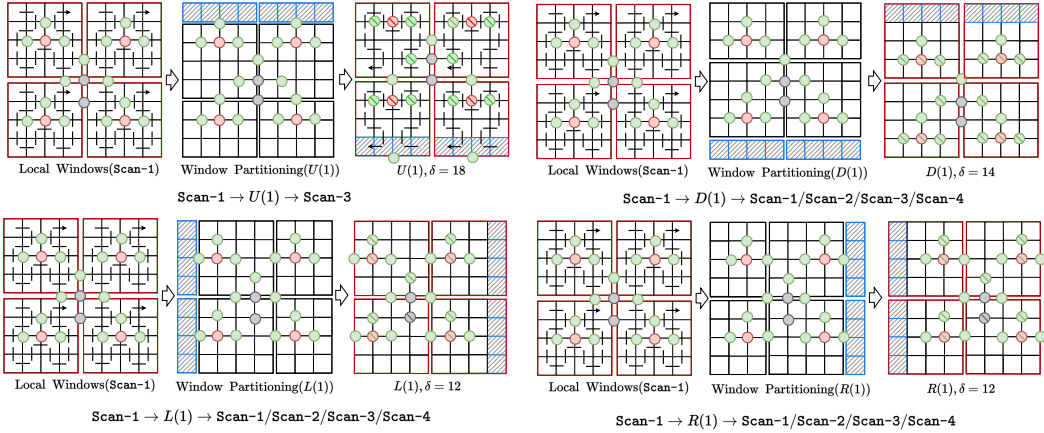 Local Windows(Scan-1)
Window Partitioning(U(1))
U(1), δ = 18
Scan-1 → U(1) → Scan-3
Local Windows(Scan-1)
Window Partitioning(D(1))
D(1), δ = 14
Scan-1 → D(1) → Scan-1/Scan-2/Scan-3/Scan-4
Local Windows(Scan-1)
Window Partitioning(L(1))
L(1), δ = 12
Scan-1 → L(1) → Scan-1/Scan-2/Scan-3/Scan-4
Local Windows(Scan-1)
Window Partitioning(R(1))
R(1), δ = 12
Scan-1 → R(1) → Scan-1/Scan-2/Scan-3/Scan-4